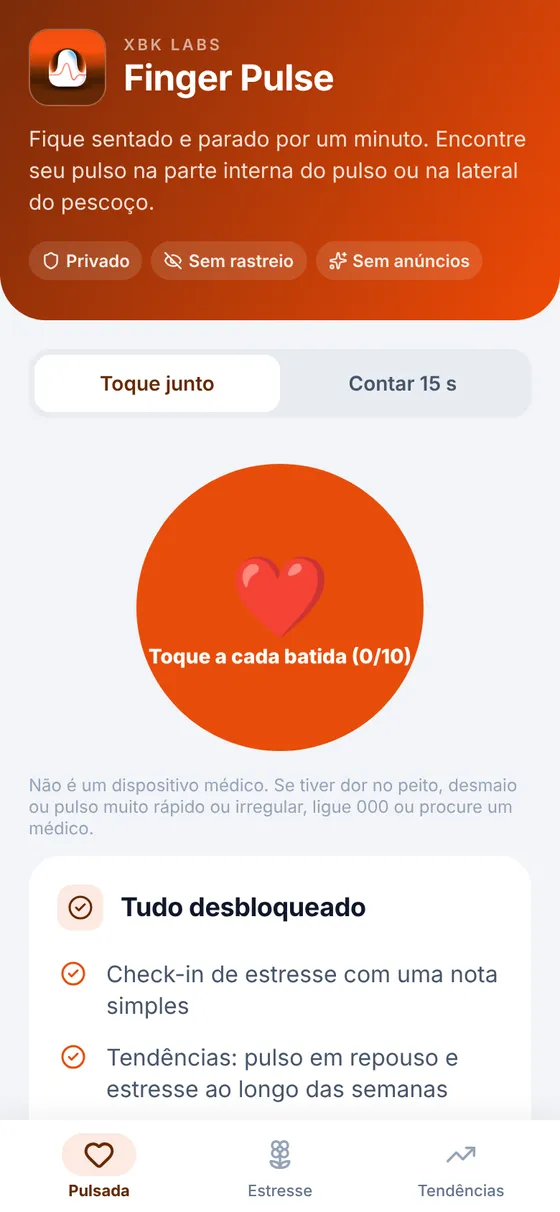 XBK LABS
Finger Pulse
Fique sentado e parado por um minuto. Encontre
seu pulso na parte interna do pulso ou na lateral
do pescoço.
Privado
Sem rastreio
Sem anúncios
Toque junto
Contar 15 s
Toque a cada batida (0/10)
Não é um dispositivo médico. Se tiver dor no peito, desmaio
ou pulso muito rápido ou irregular, ligue 000 ou procure um
médico.
Tudo desbloqueado
Check-in de estresse com uma nota
simples
Tendências: pulso em repouso e
estresse ao longo das semanas
Pulsada
Estresse
Tendências